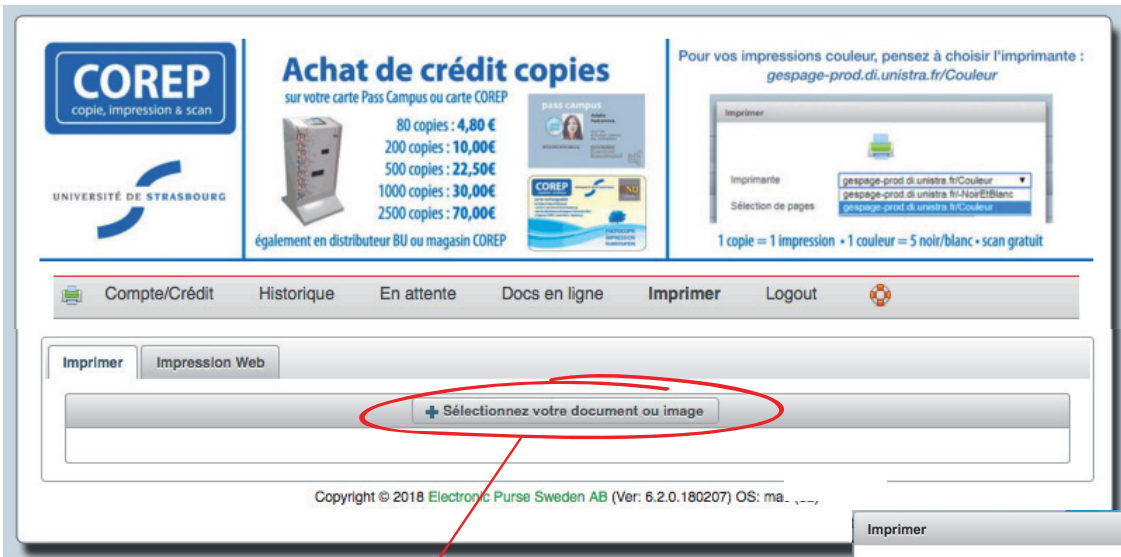 COREP
copie, impression & scan
UNIVERSITÉ DE STRASBOURG
Achat de crédit copies
sur votre carte Pass Campus ou carte COREP
80 copies : 4,80 €
200 copies : 10,00€
500 copies : 22,50€
1000 copies : 30,00€
2500 copies : 70,00€
également en distributeur BU ou magasin COREP
pass campus
COREP
Pour vos impressions couleur, pensez à choisir l'imprimante :
gespage-prod.di.unistra.fr/Couleur
Imprimer
Imprimante
gespage-prod.di.unistra.fr/Couleur
gespage-prod.di.unistra.fr/-NoirEtBlanc
Sélection de pages
gespage-prod.di.unistra.fr/Couleur
1 copie = 1 impression • 1 couleur = 5 noir/blanc • scan gratuit
Compte/Crédit Historique En attente Docs en ligne Imprimer Logout
Imprimer Impression Web
Sélectionnez votre document ou image
Copyright © 2018 Electronic Purse Sweden AB (Ver: 6.2.0.180207) OS:
Imprimer